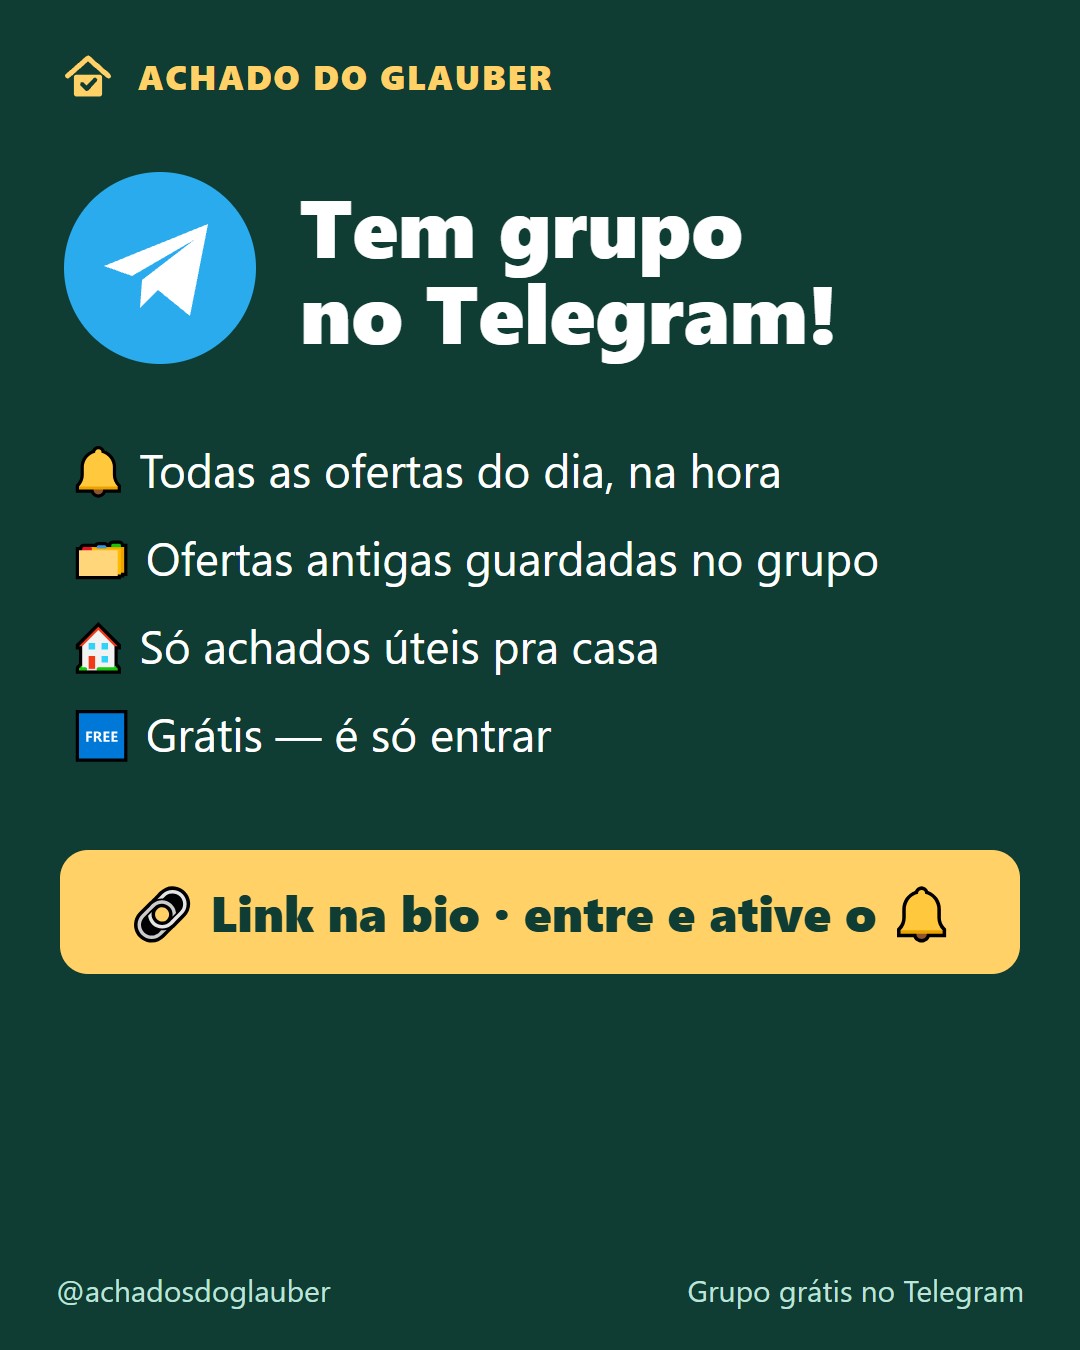 ACHADO DO GLAUBER
Tem grupo
no Telegram!
🔔 Todas as ofertas do dia, na hora
🗂️ Ofertas antigas guardadas no grupo
🏠 Só achados úteis pra casa
🆓 Grátis — é só entrar
🔗 Link na bio · entre e ative o 🔔
@achadosdoglauber
Grupo grátis no Telegram